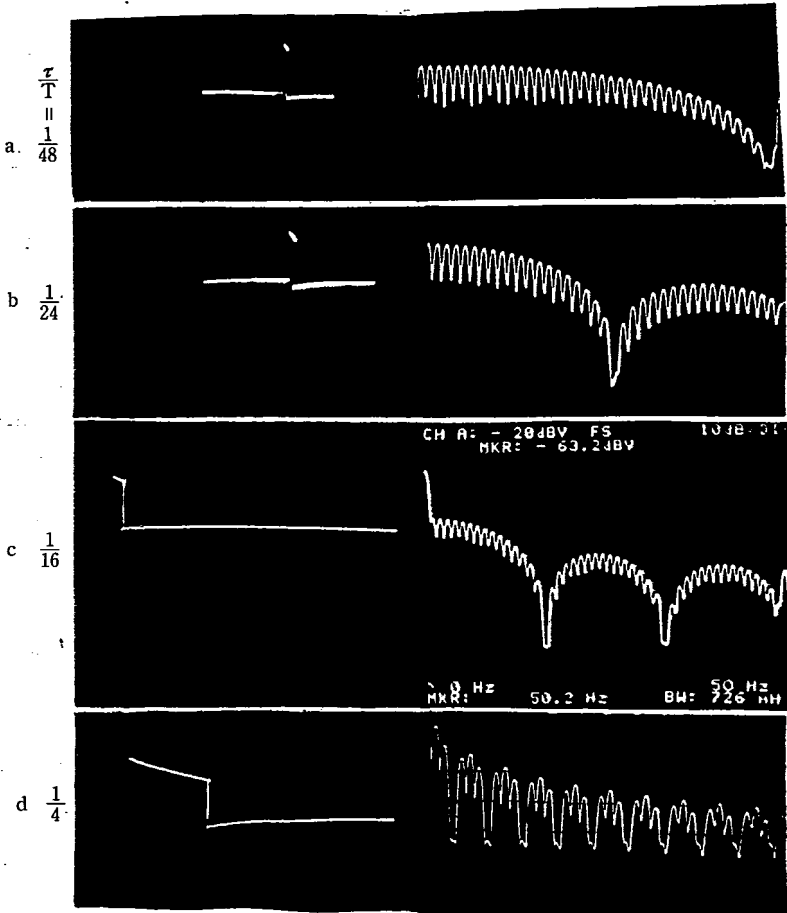 τ/T
=
a. 1/48
b 1/24
CH A: - 20dBV FS
MKR: - 63.2dBV
c 1/16
0 Hz 50 Hz
MKR: 50.2 Hz BW: 726
d 1/4